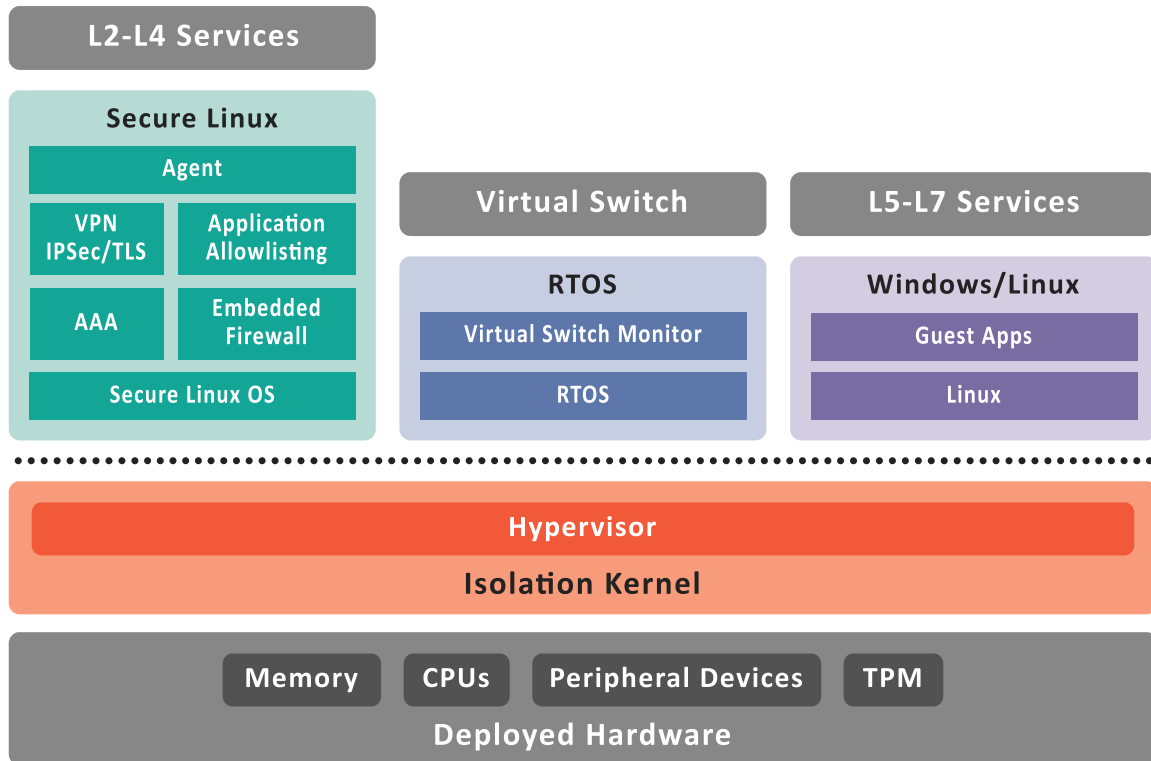 L2-L4 Services
Secure Linux
Agent
VPN
IPSec/TLS
Application
Allowlisting
AAA
Embedded
Firewall
Secure Linux OS
Virtual Switch
RTOS
Virtual Switch Monitor
RTOS
L5-L7 Services
Windows/Linux
Guest Apps
Linux
Hypervisor
Isolation Kernel
Memory
CPUs
Peripheral Devices
TPM
Deployed Hardware